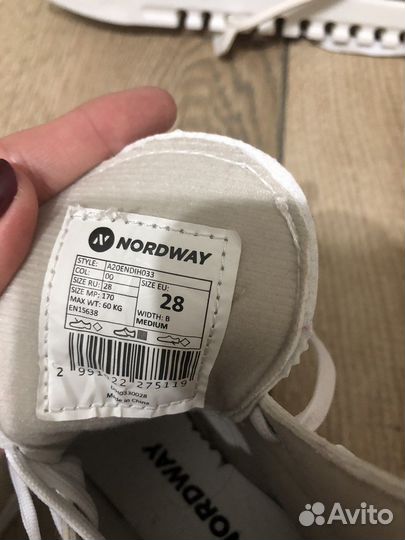 NORDWAY
STYLE: A20ENDIH033
COL: 00
SIZE RU: 28
SIZE MP: 170
MAX WT: 60 KG
EN15638
SIZE EU:
28
WIDTH: B
MEDIUM
2 991122 275119
Made in China
NORDWAY
Avito